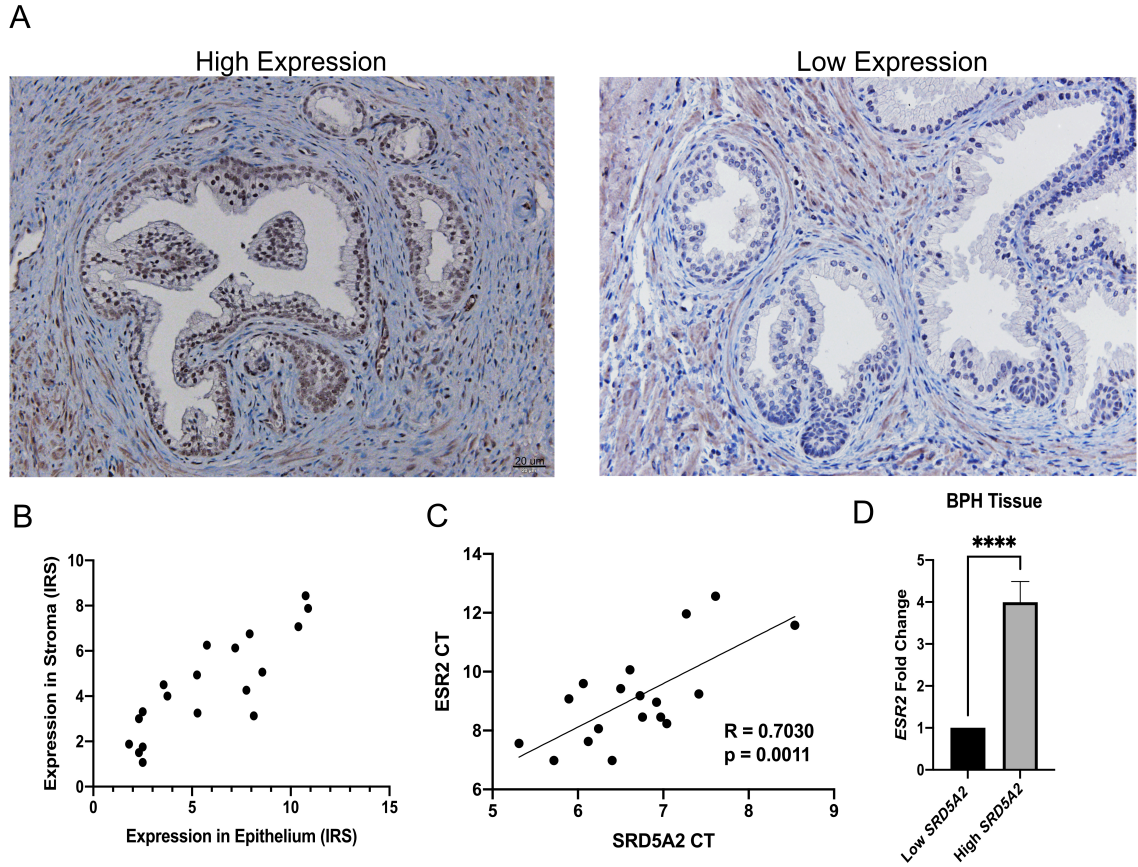 A
High Expression
Low Expression
20 um
B
Expression in Stroma (IRS)
10
8
6
4
2
0
0
5
10
15
Expression in Epithelium (IRS)
C
ESR2 CT
14
12
10
8
6
R = 0.7030
p = 0.0011
5
6
7
8
9
SRD5A2 CT
D
BPH Tissue
****
ESR2 Fold Change
5
4
3
2
1
0
Low SRD5A2
High SRD5A2